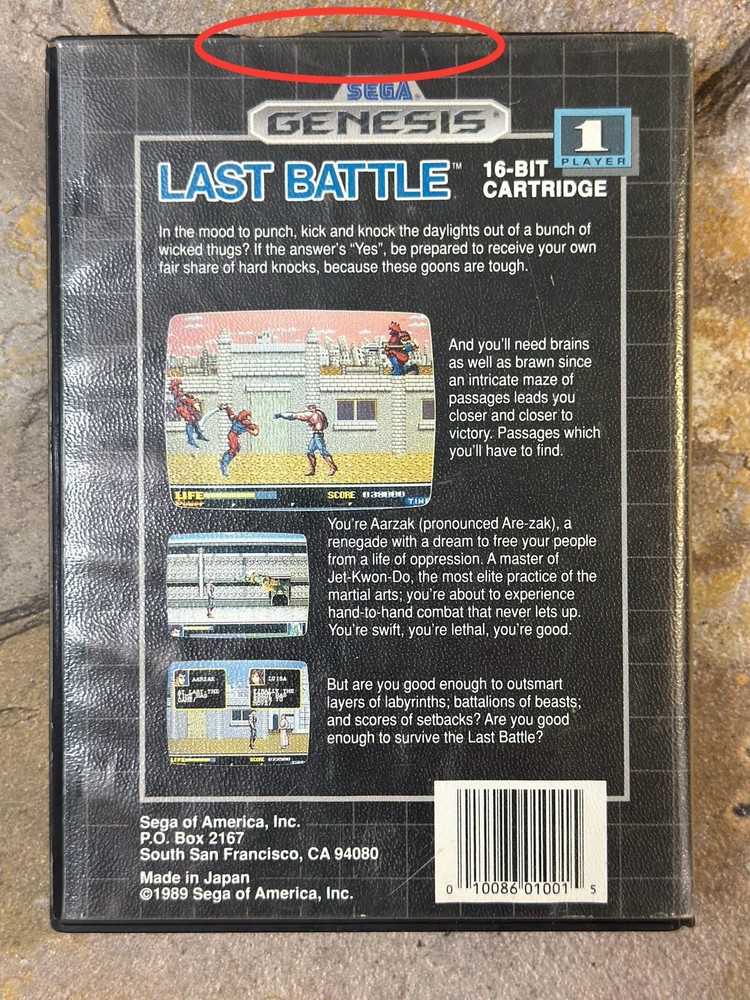 SEGA®
GENESIS®
1
PLAYER
LAST BATTLE™
16-BIT
CARTRIDGE
In the mood to punch, kick and knock the daylights out of a bunch of
wicked thugs? If the answer's “Yes”, be prepared to receive your own
fair share of hard knocks, because these goons are tough.
And you'll need brains
as well as brawn since
an intricate maze of
passages leads you
closer and closer to
victory. Passages which
you'll have to find.
LIFE
Power
SCORE 038000
TIM
You're Aarzak (pronounced Are-zak), a
renegade with a dream to free your people
from a life of oppression. A master of
Jet-Kwon-Do, the most elite practice of the
martial arts; you're about to experience
hand-to-hand combat that never lets up.
You're swift, you're lethal, you're good.
AARZAK
LUISA
LIFE
SCORE
But are you good enough to outsmart
layers of labyrinths; battalions of beasts;
and scores of setbacks? Are you good
enough to survive the Last Battle?
Sega of America, Inc.
P.O. Box 2167
South San Francisco, CA 94080
Made in Japan
©1989 Sega of America, Inc.
0 10086 01001 5